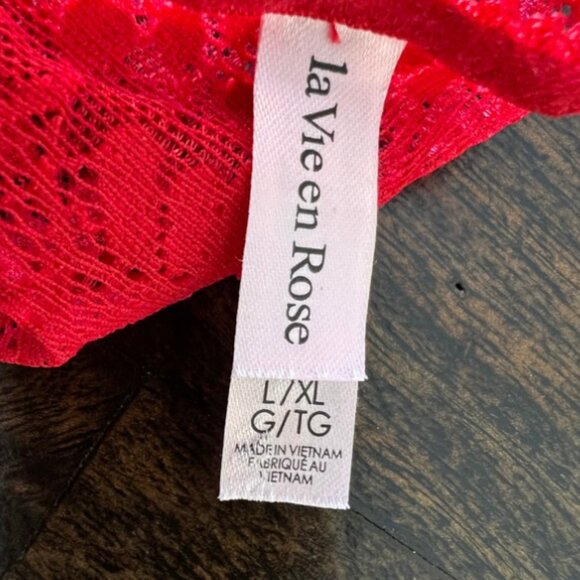 la Vie en Rose
L/XL
G/TG
MADE IN VIETNAM
FABRIQUÉ AU
VIETNAM